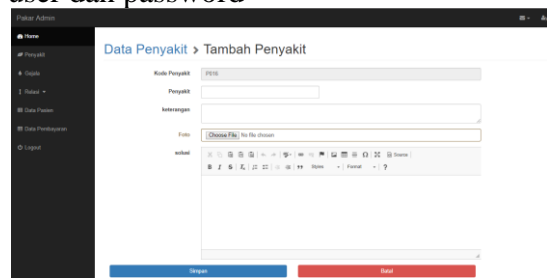 user dan password
Pakar Admin
Home
Data Penyakit > Tambah Penyakit
Penyakit
Gejala
Relasi
Data Pasien
Data Pembayaran
Logout
Kode Penyakit
P016
Penyakit
keterangan
Foto
Choose File No file chosen
solusi
Source
B I S
Styles
Format
?
Simpan
Batal